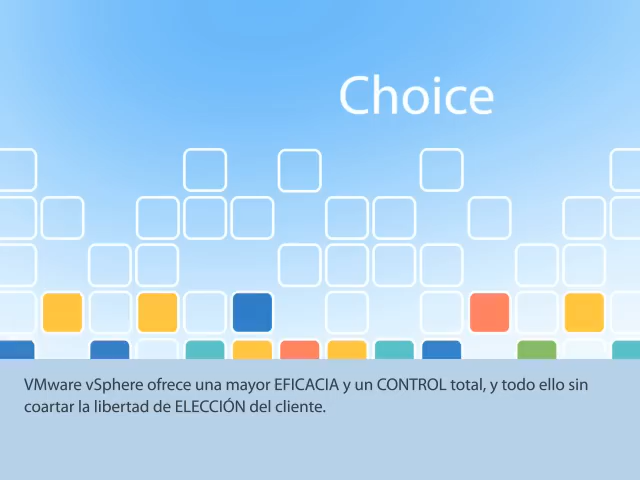 Choice
VMware vSphere ofrece una mayor EFICACIA y un CONTROL total, y todo ello sin
coartar la libertad de ELECCIÓN del cliente.